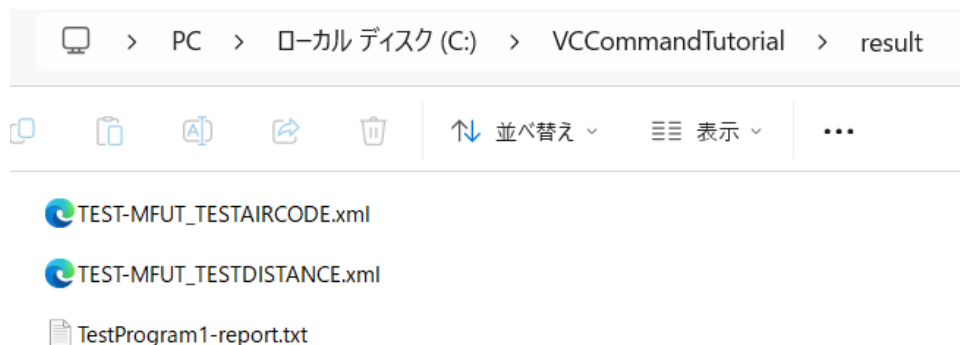 PC > ローカル ディスク (C:) > VCCommandTutorial > result
並べ替え 表示
TEST-MFUT_TESTAIRCODE.xml
TEST-MFUT_TESTDISTANCE.xml
TestProgram1-report.txt